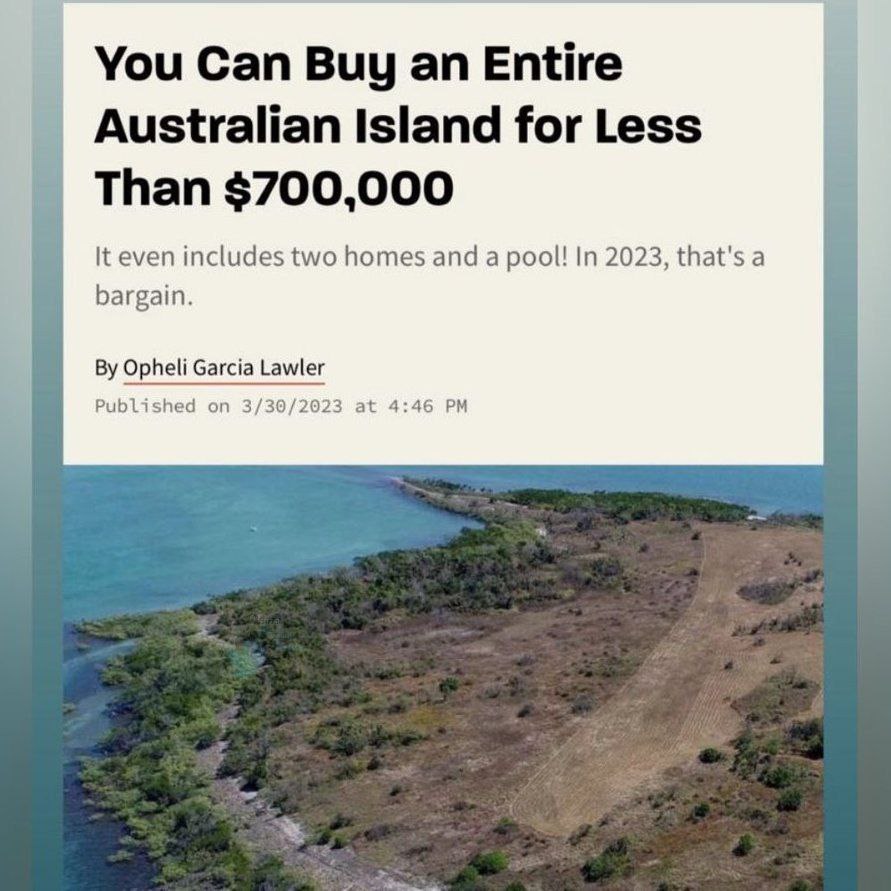 You Can Buy an Entire
Australian Island for Less
Than $700,000
It even includes two homes and a pool! In 2023, that's a
bargain.
By Opheli Garcia Lawler
Published on 3/30/2023 at 4:46 PM